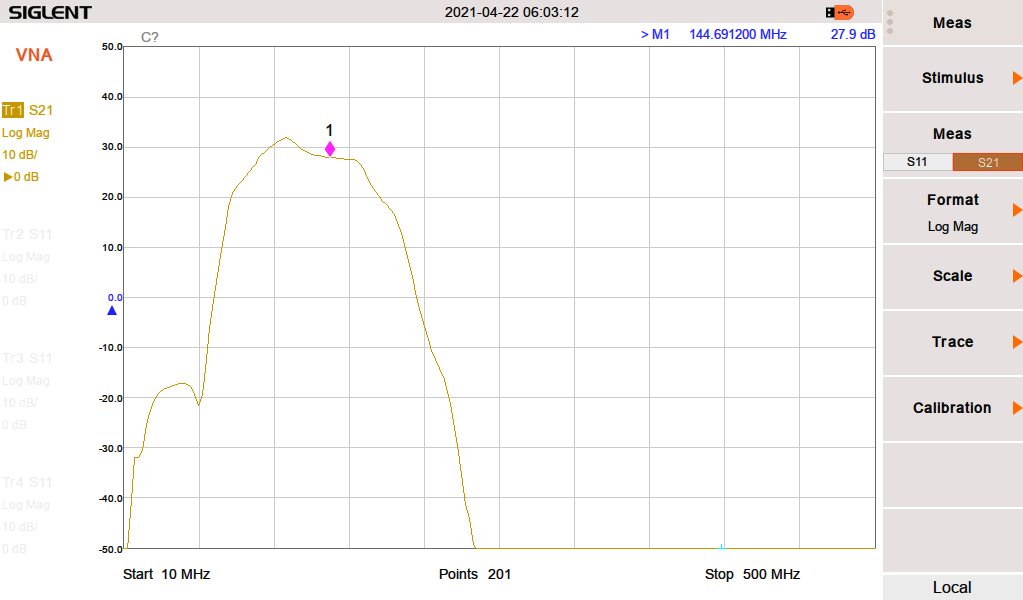 SIGLENT
2021-04-22 06:03:12
VNA
C?
> M1 144.691200 MHz 27.9 dB
Tr1 S21
Log Mag
10 dB/
▶0 dB
Tr2 S11
Log Mag
10 dB/
0 dB
Tr3 S11
Log Mag
10 dB/
0 dB
Tr4 S11
Log Mag
10 dB/
0 dB
50.0
40.0
30.0
20.0
10.0
0.0
-10.0
-20.0
-30.0
-40.0
-50.0
1
Start 10 MHz
Points 201
Stop 500 MHz
Meas
Stimulus
Meas
S11 S21
Format
Log Mag
Scale
Trace
Calibration
Local